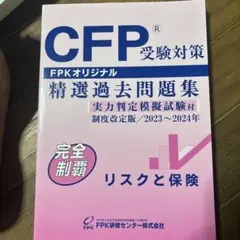 CFP® 受験対策
FPKオリジナル
精選過去問題集
実力判定模擬試験付
制度改定版/2023~2024年
完全
制覇
リスクと保険
FPK研修センター株式会社